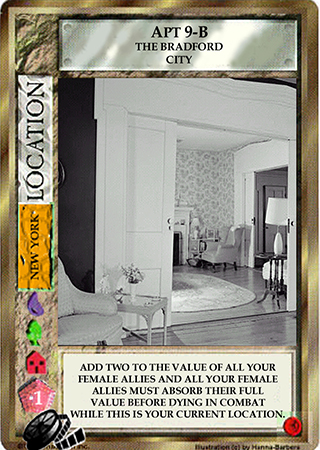 APT 9-B
THE BRADFORD
CITY
LOCATION
NEW YORK
-1
ADD TWO TO THE VALUE OF ALL YOUR
FEMALE ALLIES AND ALL YOUR FEMALE
ALLIES MUST ABSORB THEIR FULL
VALUE BEFORE DYING IN COMBAT
WHILE THIS IS YOUR CURRENT LOCATION.
Illustration (c) by Hanna-Barbera